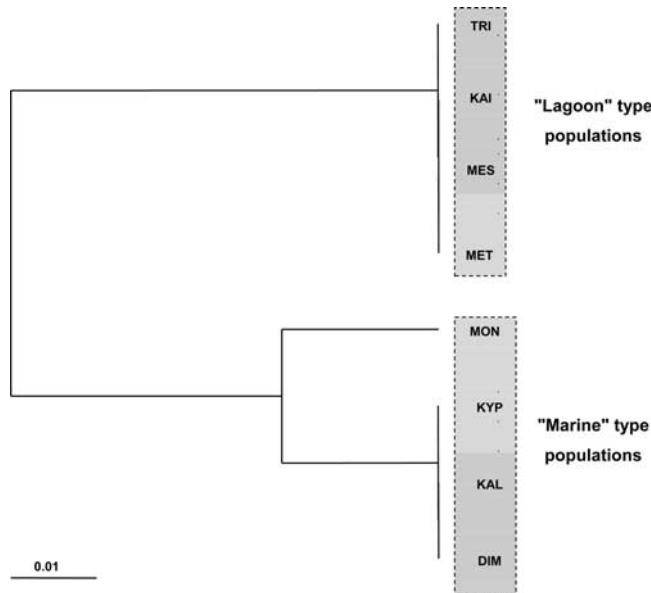 TRI
KAI
"Lagoon" type
populations
MES
MET
MON
KYP
"Marine" type
populations
KAL
DIM
0.01